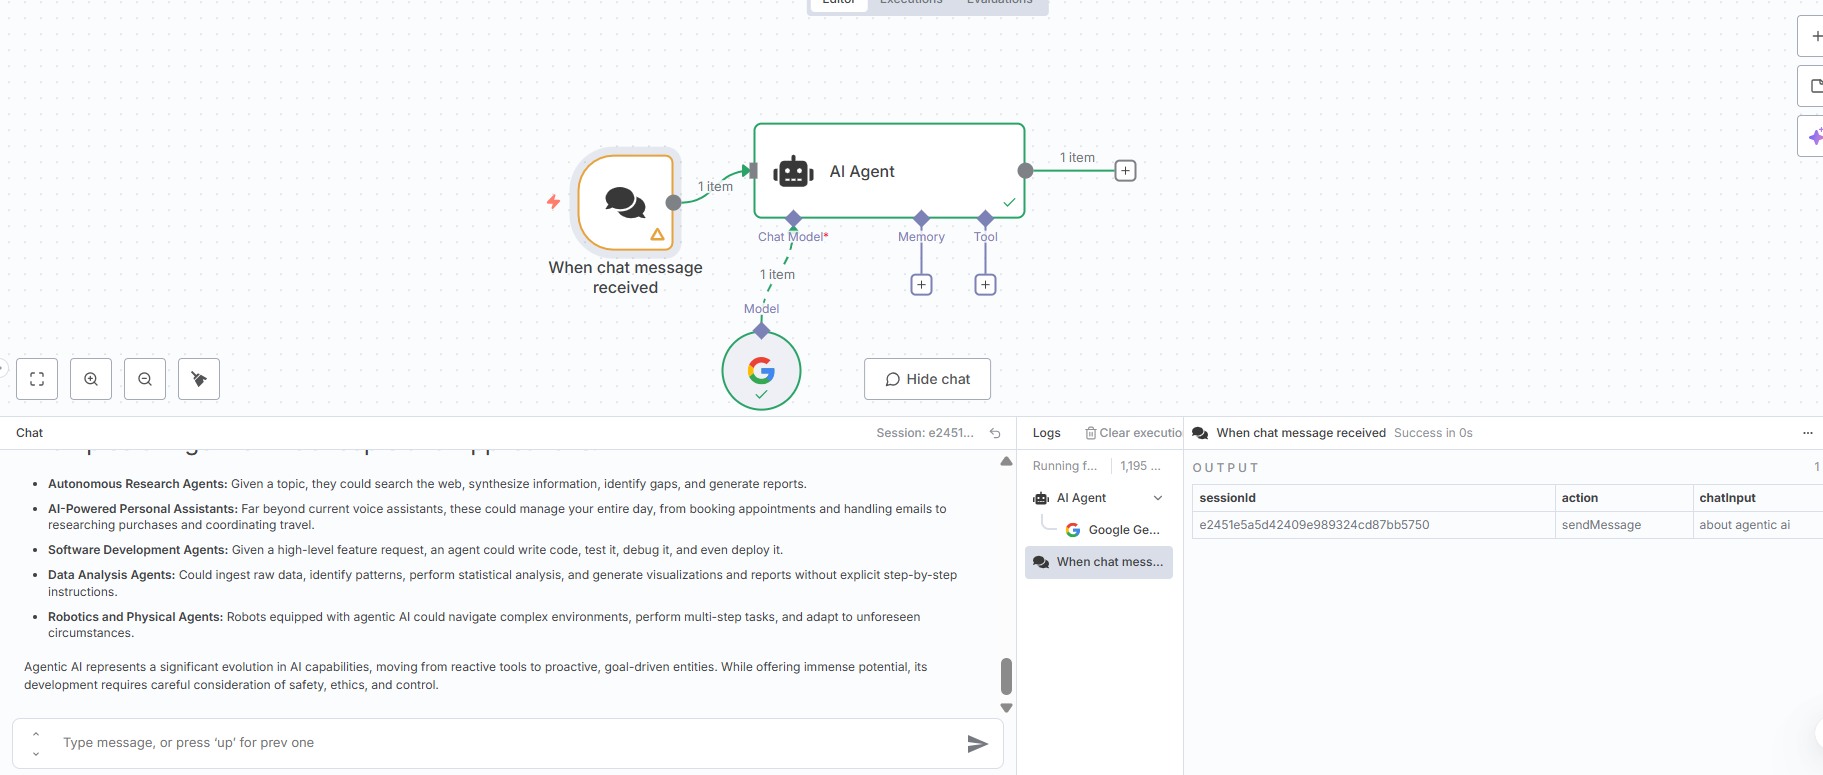 Editor Executions Evaluations
1 item
AI Agent
1 item
Chat Model*
Memory
Tool
When chat message
received
1 item
Model
Hide chat
Chat
Session: e2451...
Autonomous Research Agents: Given a topic, they could search the web, synthesize information, identify gaps, and generate reports.
AI-Powered Personal Assistants: Far beyond current voice assistants, these could manage your entire day, from booking appointments and handling emails to
researching purchases and coordinating travel.
Software Development Agents: Given a high-level feature request, an agent could write code, test it, debug it, and even deploy it.
Data Analysis Agents: Could ingest raw data, identify patterns, perform statistical analysis, and generate visualizations and reports without explicit step-by-step
instructions.
Robotics and Physical Agents: Robots equipped with agentic AI could navigate complex environments, perform multi-step tasks, and adapt to unforeseen
circumstances.
Agentic AI represents a significant evolution in AI capabilities, moving from reactive tools to proactive, goal-driven entities. While offering immense potential, its
development requires careful consideration of safety, ethics, and control.
Type message, or press ‘up’ for prev one
Logs
Clear executio
Running f...
1,195 ...
AI Agent
Google Ge...
When chat mess...
When chat message received Success in 0s
OUTPUT
1
sessionId action chatInput
e2451e5a5d42409e989324cd87bb5750 sendMessage about agentic ai